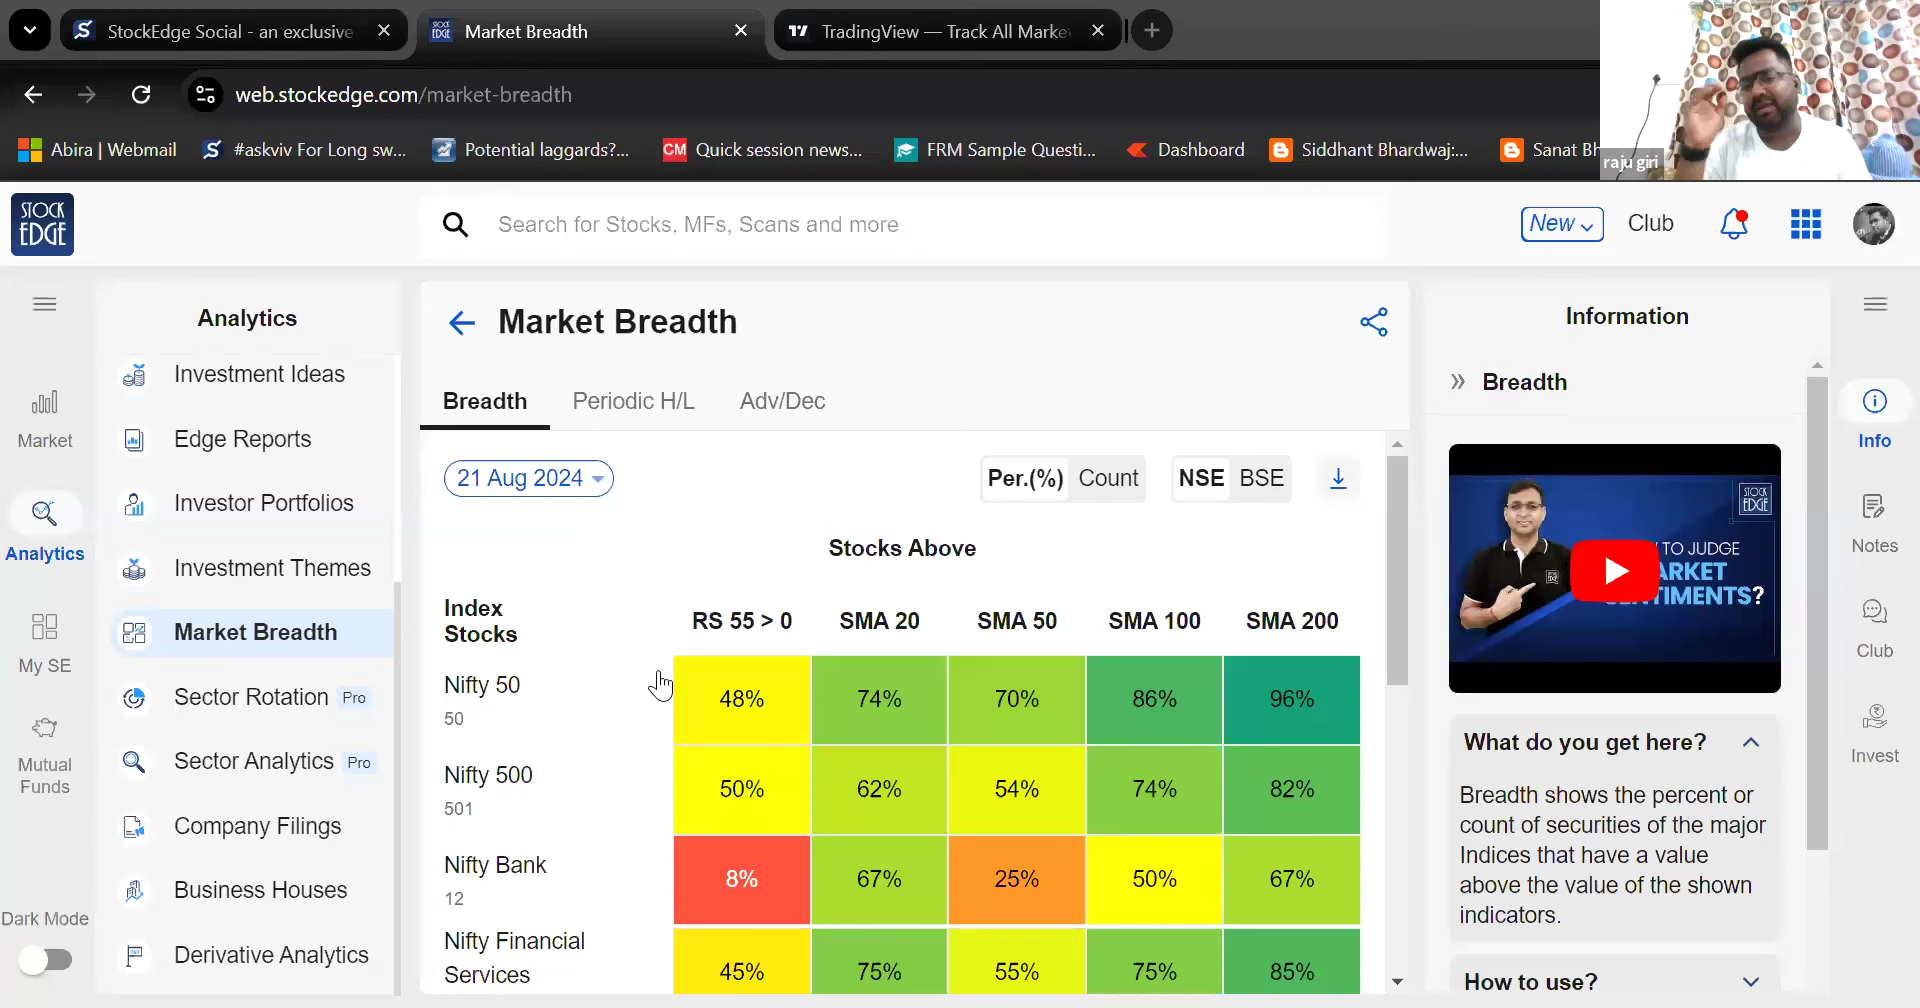 StockEdge Social - an exclusive
Market Breadth
TradingView — Track All Marke
web.stockedge.com/market-breadth
Abira | Webmail
#askviv For Long sw...
Potential laggards?...
CM Quick session news...
FRM Sample Questi...
Dashboard
Siddhant Bhardwaj:...
Sanat Bh
raju giri
STOCK
EDGE
Search for Stocks, MFs, Scans and more
New
Club
Market
Analytics
My SE
Mutual
Funds
Dark Mode
Analytics
Investment Ideas
Edge Reports
Investor Portfolios
Investment Themes
Market Breadth
Sector Rotation Pro
Sector Analytics Pro
Company Filings
Business Houses
Derivative Analytics
Market Breadth
Breadth Periodic H/L Adv/Dec
21 Aug 2024 Per.(%) Count NSE BSE
Stocks Above
Index
Stocks
RS 55 > 0 SMA 20 SMA 50 SMA 100 SMA 200
Nifty 50
50
48% 74% 70% 86% 96%
Nifty 500
501
50% 62% 54% 74% 82%
Nifty Bank
12
8% 67% 25% 50% 67%
Nifty Financial
Services
45% 75% 55% 75% 85%
Information
Breadth
STOCK
EDGE
TO JUDGE
ARKET
TIMENTS?
What do you get here?
Breadth shows the percent or
count of securities of the major
Indices that have a value
above the value of the shown
indicators.
How to use?
Info
Notes
Club
Invest